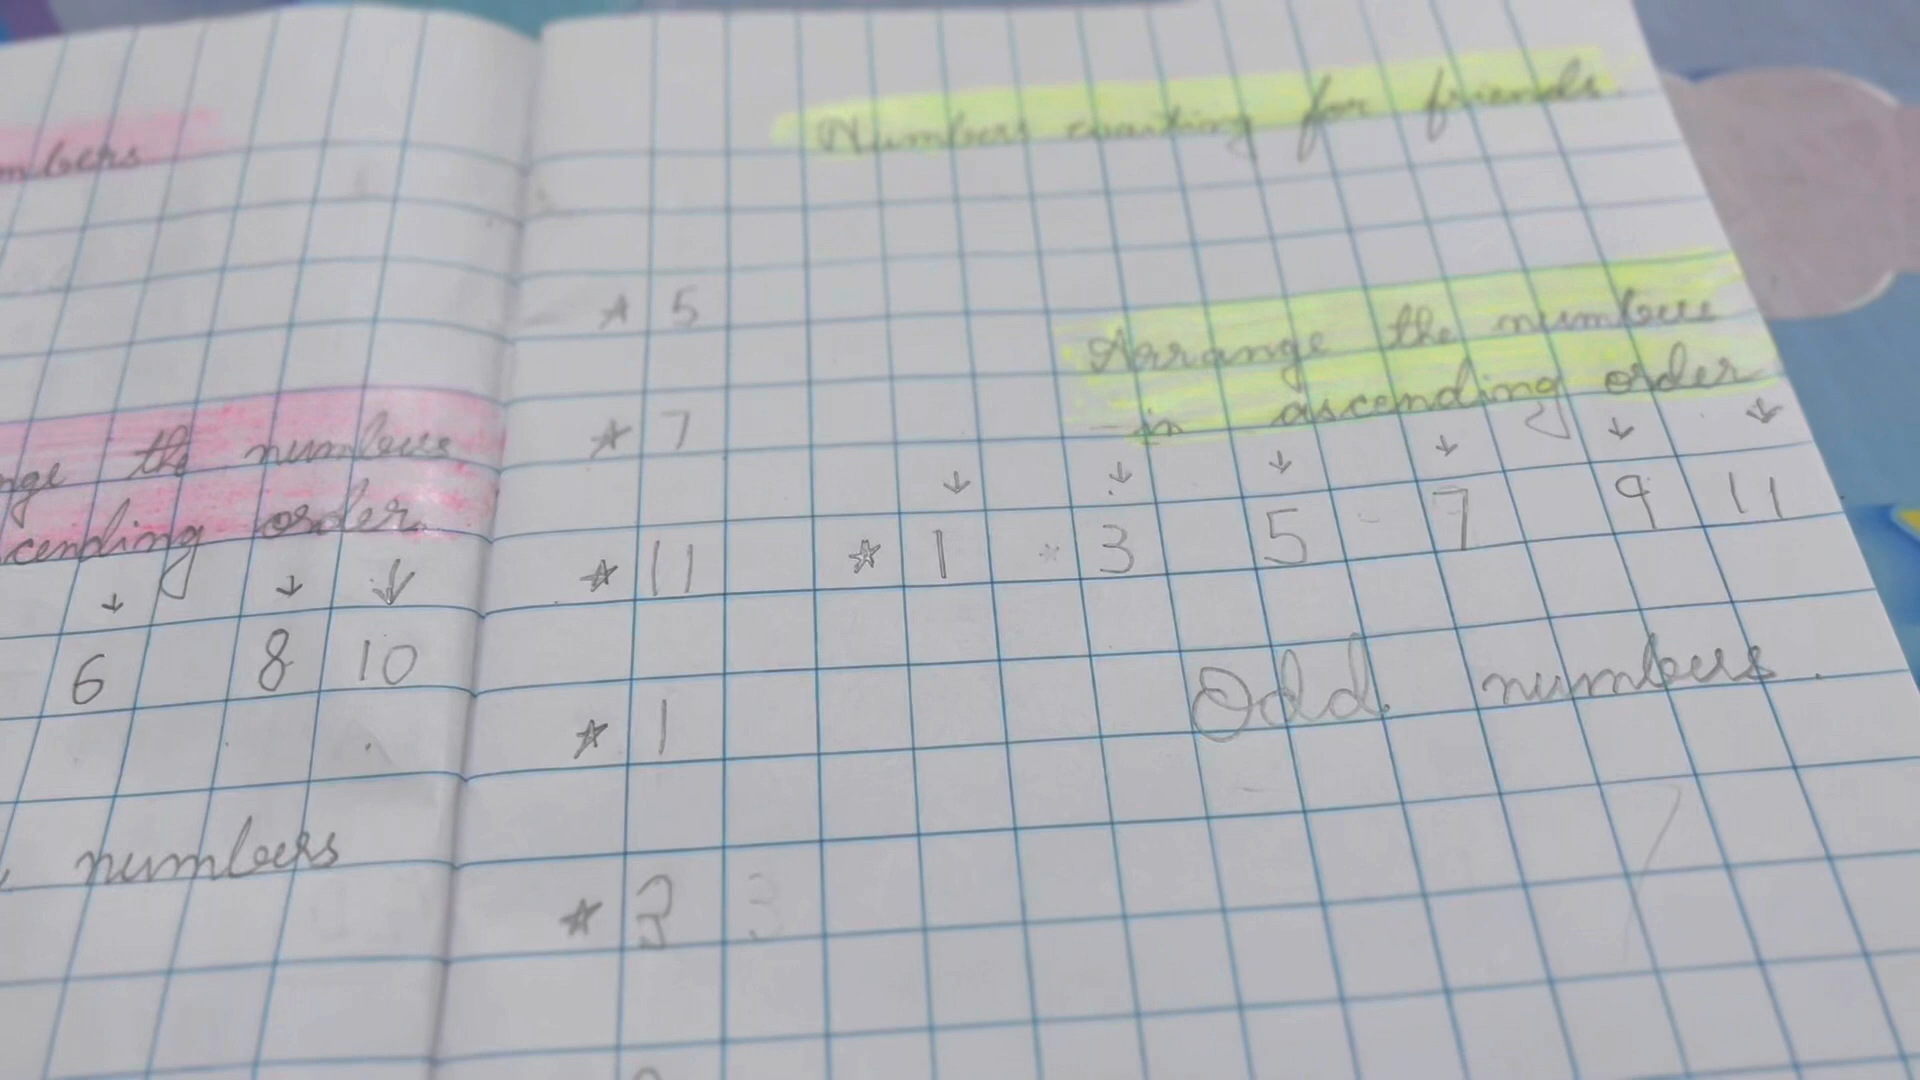 mbers
nge the numbers
cending order
6 8 10
numbers
Numbers waiting for friends
5
7
11
1
3 3
Arrange the numbers
in ascending order
1 3 5 7 9 11
Odd numbers.